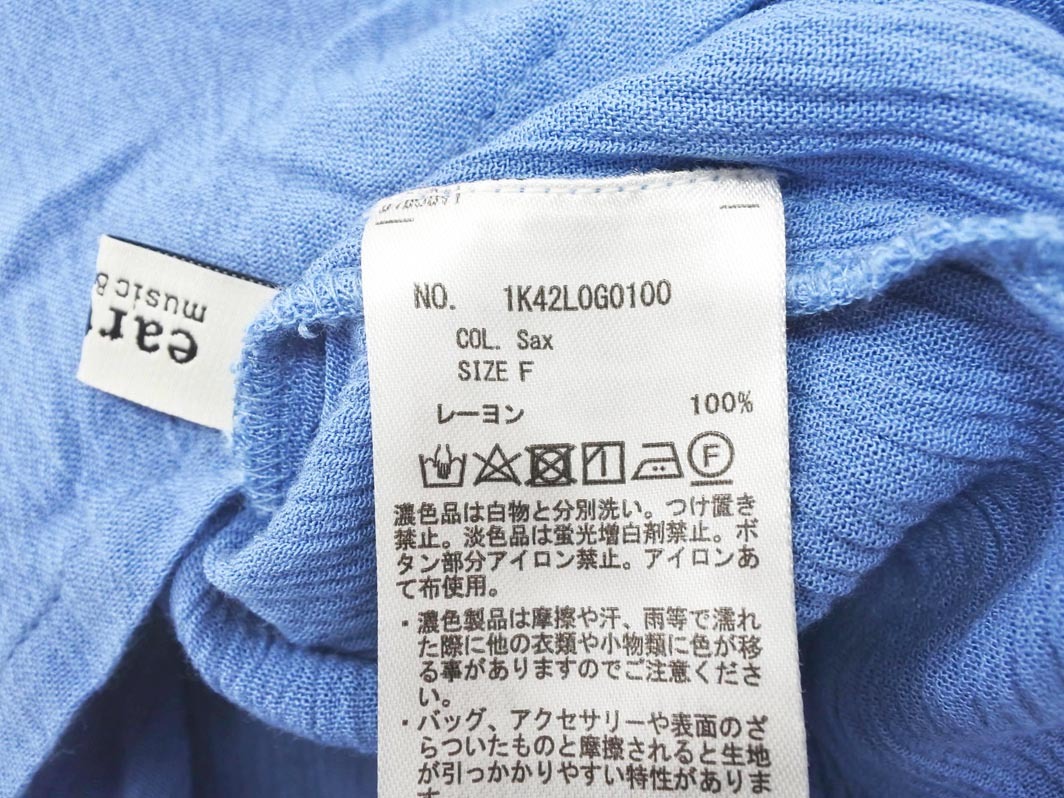 NO. 1K42L0G0100
COL. Sax
SIZE F
レーヨン 100%
F
濃色品は白物と分別洗い。つけ置き
禁止。淡色品は蛍光増白剤禁止。ボ
タン部分アイロン禁止。アイロンあ
て布使用。
・濃色製品は摩擦や汗、雨等で濡れ
た際に他の衣類や小物類に色が移
る事がありますのでご注意くださ
い。
・バッグ、アクセサリーや表面のざ
らついたものと摩擦されると生地
が引っかかりやすい特性がありま
す
ear
music &